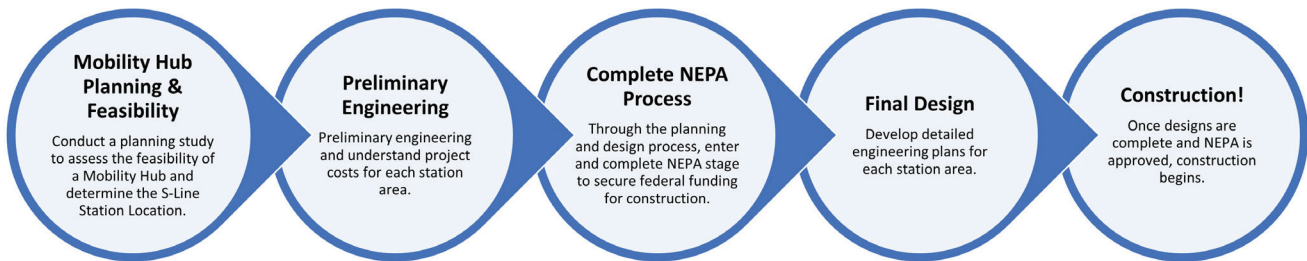 Mobility Hub
Planning &
Feasibility
Conduct a planning study
to assess the feasibility of
a Mobility Hub and
determine the S-Line
Station Location.
Preliminary
Engineering
Preliminary engineering
and understand project
costs for each station
area.
Complete NEPA
Process
Through the planning
and design process, enter
and complete NEPA stage
to secure federal funding
for construction.
Final Design
Develop detailed
engineering plans for
each station area.
Construction!
Once designs are
complete and NEPA is
approved, construction
begins.